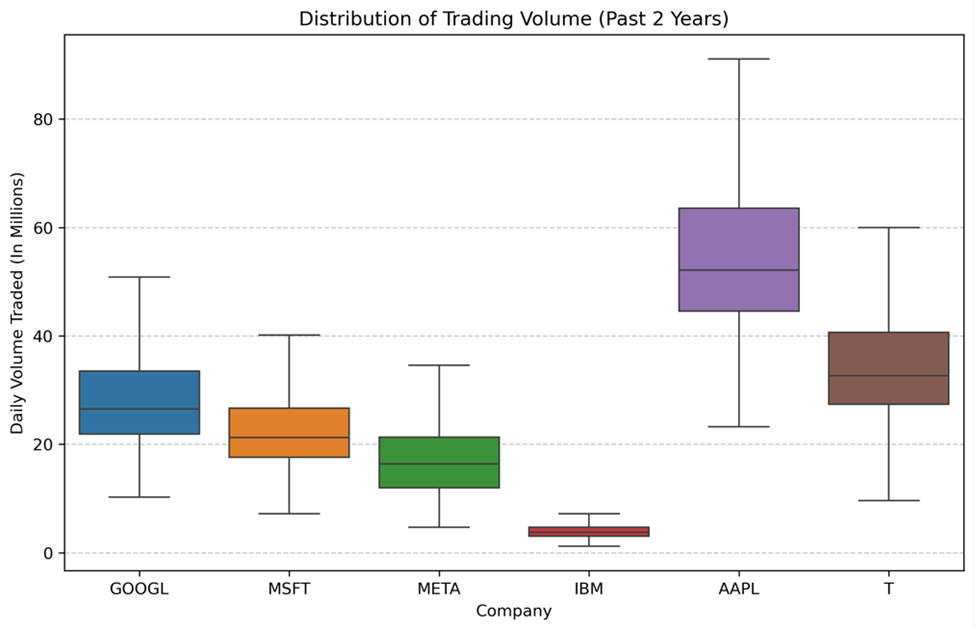 Distribution of Trading Volume (Past 2 Years)
Daily Volume Traded (In Millions)
80
60
40
20
0
GOOGL MSFT META IBM AAPL T
Company